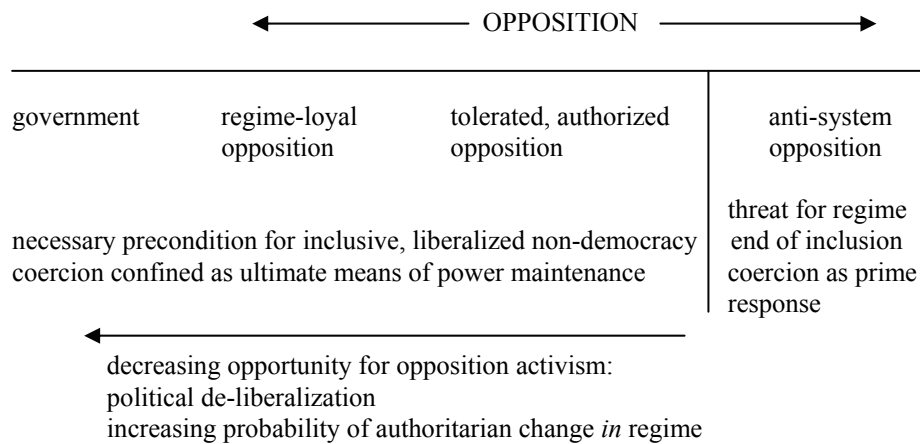 OPPOSITION
government regime-loyal opposition tolerated, authorized opposition anti-system opposition
necessary precondition for inclusive, liberalized non-democracy
coercion confined as ultimate means of power maintenance
threat for regime
end of inclusion
coercion as prime
response
decreasing opportunity for opposition activism:
political de-liberalization
increasing probability of authoritarian change in regime